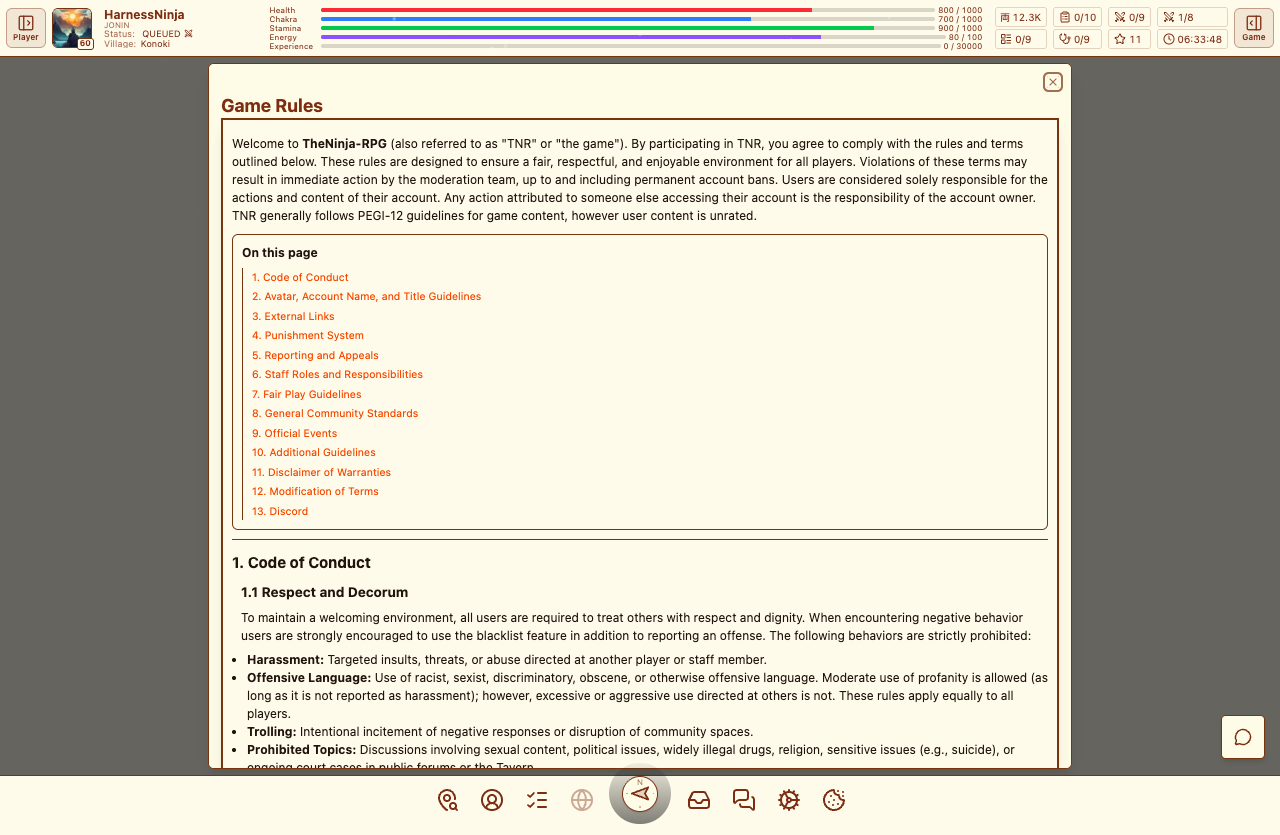 Player
60
HarnessNinja
JONIN
Status: QUEUED
Village: Konoki
Health 800 / 1000
Chakra 700 / 1000
Stamina 900 / 1000
Energy 80 / 100
Experience 0 / 30000
12.3K 0/10 0/9 1/8
0/9 0/9 11 06:33:48
Game
Game Rules
Welcome to TheNinja-RPG (also referred to as "TNR" or "the game"). By participating in TNR, you agree to comply with the rules and terms
outlined below. These rules are designed to ensure a fair, respectful, and enjoyable environment for all players. Violations of these terms may
result in immediate action by the moderation team, up to and including permanent account bans. Users are considered solely responsible for the
actions and content of their account. Any action attributed to someone else accessing their account is the responsibility of the account owner.
TNR generally follows PEGI-12 guidelines for game content, however user content is unrated.
On this page
1. Code of Conduct
2. Avatar, Account Name, and Title Guidelines
3. External Links
4. Punishment System
5. Reporting and Appeals
6. Staff Roles and Responsibilities
7. Fair Play Guidelines
8. General Community Standards
9. Official Events
10. Additional Guidelines
11. Disclaimer of Warranties
12. Modification of Terms
13. Discord
1. Code of Conduct
1.1 Respect and Decorum
To maintain a welcoming environment, all users are required to treat others with respect and dignity. When encountering negative behavior
users are strongly encouraged to use the blacklist feature in addition to reporting an offense. The following behaviors are strictly prohibited:
• Harassment: Targeted insults, threats, or abuse directed at another player or staff member.
• Offensive Language: Use of racist, sexist, discriminatory, obscene, or otherwise offensive language. Moderate use of profanity is allowed (as
long as it is not reported as harassment); however, excessive or aggressive use directed at others is not. These rules apply equally to all
players.
• Trolling: Intentional incitement of negative responses or disruption of community spaces.
• Prohibited Topics: Discussions involving sexual content, political issues, widely illegal drugs, religion, sensitive issues (e.g., suicide), or
ongoing court cases in public forums or the Tavern.
N